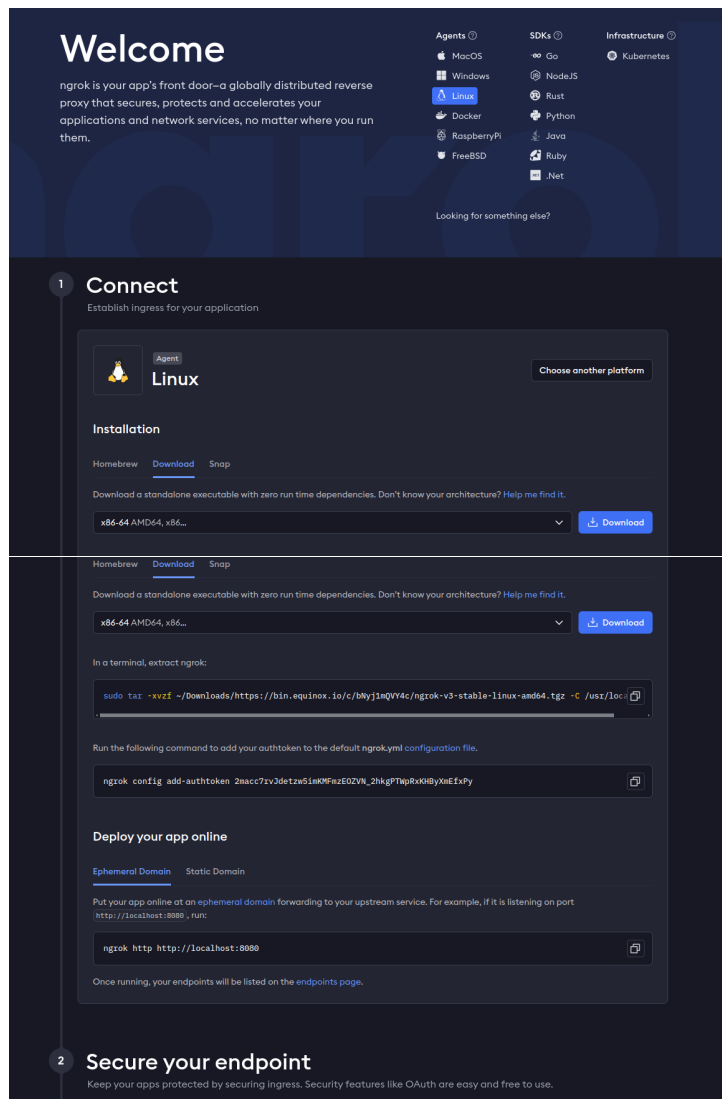 Welcome
ngrok is your app's front door—a globally distributed reverse
proxy that secures, protects and accelerates your
applications and network services, no matter where you run
them.
Agents
MacOS
Windows
Linux
Docker
RaspberryPi
FreeBSD
SDKs
Go
NodeJS
Rust
Python
Java
Ruby
.Net
Infrastructure
Kubernetes
Looking for something else?
1
Connect
Establish ingress for your application
Agent
Linux
Choose another platform
Installation
Homebrew Download Snap
Download a standalone executable with zero run time dependencies. Don't know your architecture? Help me find it.
x86-64 AMD64, x86...
Download
Homebrew Download Snap
Download a standalone executable with zero run time dependencies. Don't know your architecture? Help me find it.
x86-64 AMD64, x86...
Download
In a terminal, extract ngrok:
sudo tar -xvzf ~/Downloads/https://bin.equinox.io/c/bNyj1mQVY4c/ngrok-v3-stable-linux-amd64.tgz -C /usr/loc
Run the following command to add your authtoken to the default ngrok.yml configuration file.
ngrok config add-authtoken 2macc7rvJdetzw5imKMFmzEOZVN_2hkgPTWpRxKHByXmEfxPy
Deploy your app online
Ephemeral Domain Static Domain
Put your app online at an ephemeral domain forwarding to your upstream service. For example, if it is listening on port
http://localhost:8080 , run:
ngrok http http://localhost:8080
Once running, your endpoints will be listed on the endpoints page.
2
Secure your endpoint
Keep your apps protected by securing ingress. Security features like OAuth are easy and free to use.